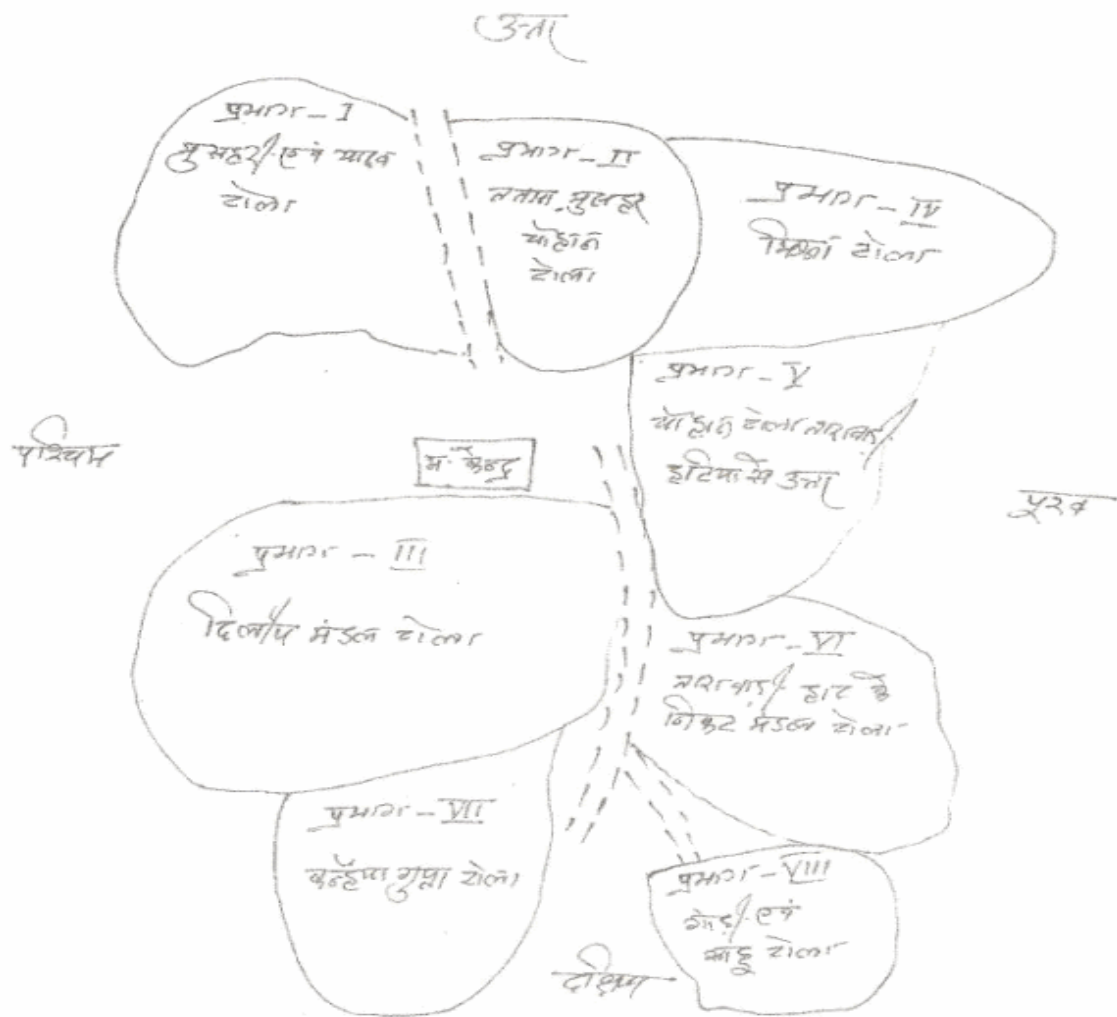 उत्तर
प्रभाग - I
मुसहरी एवं यादव
टोला
प्रभाग - II
मुसहर
चौहान
टोला
प्रभाग - IV
टोला
प्रभाग - V
चौहान टोला
हटिया से उत्तर
पश्चिम
म. केन्द्र
पूरब
प्रभाग - III
दिलीप मंडल टोला
प्रभाग - VI
हाट के
निकट मंडल टोला
प्रभाग - VII
कन्हैया गुप्ता टोला
प्रभाग - VIII
एवं
साहू टोला
दक्षिण